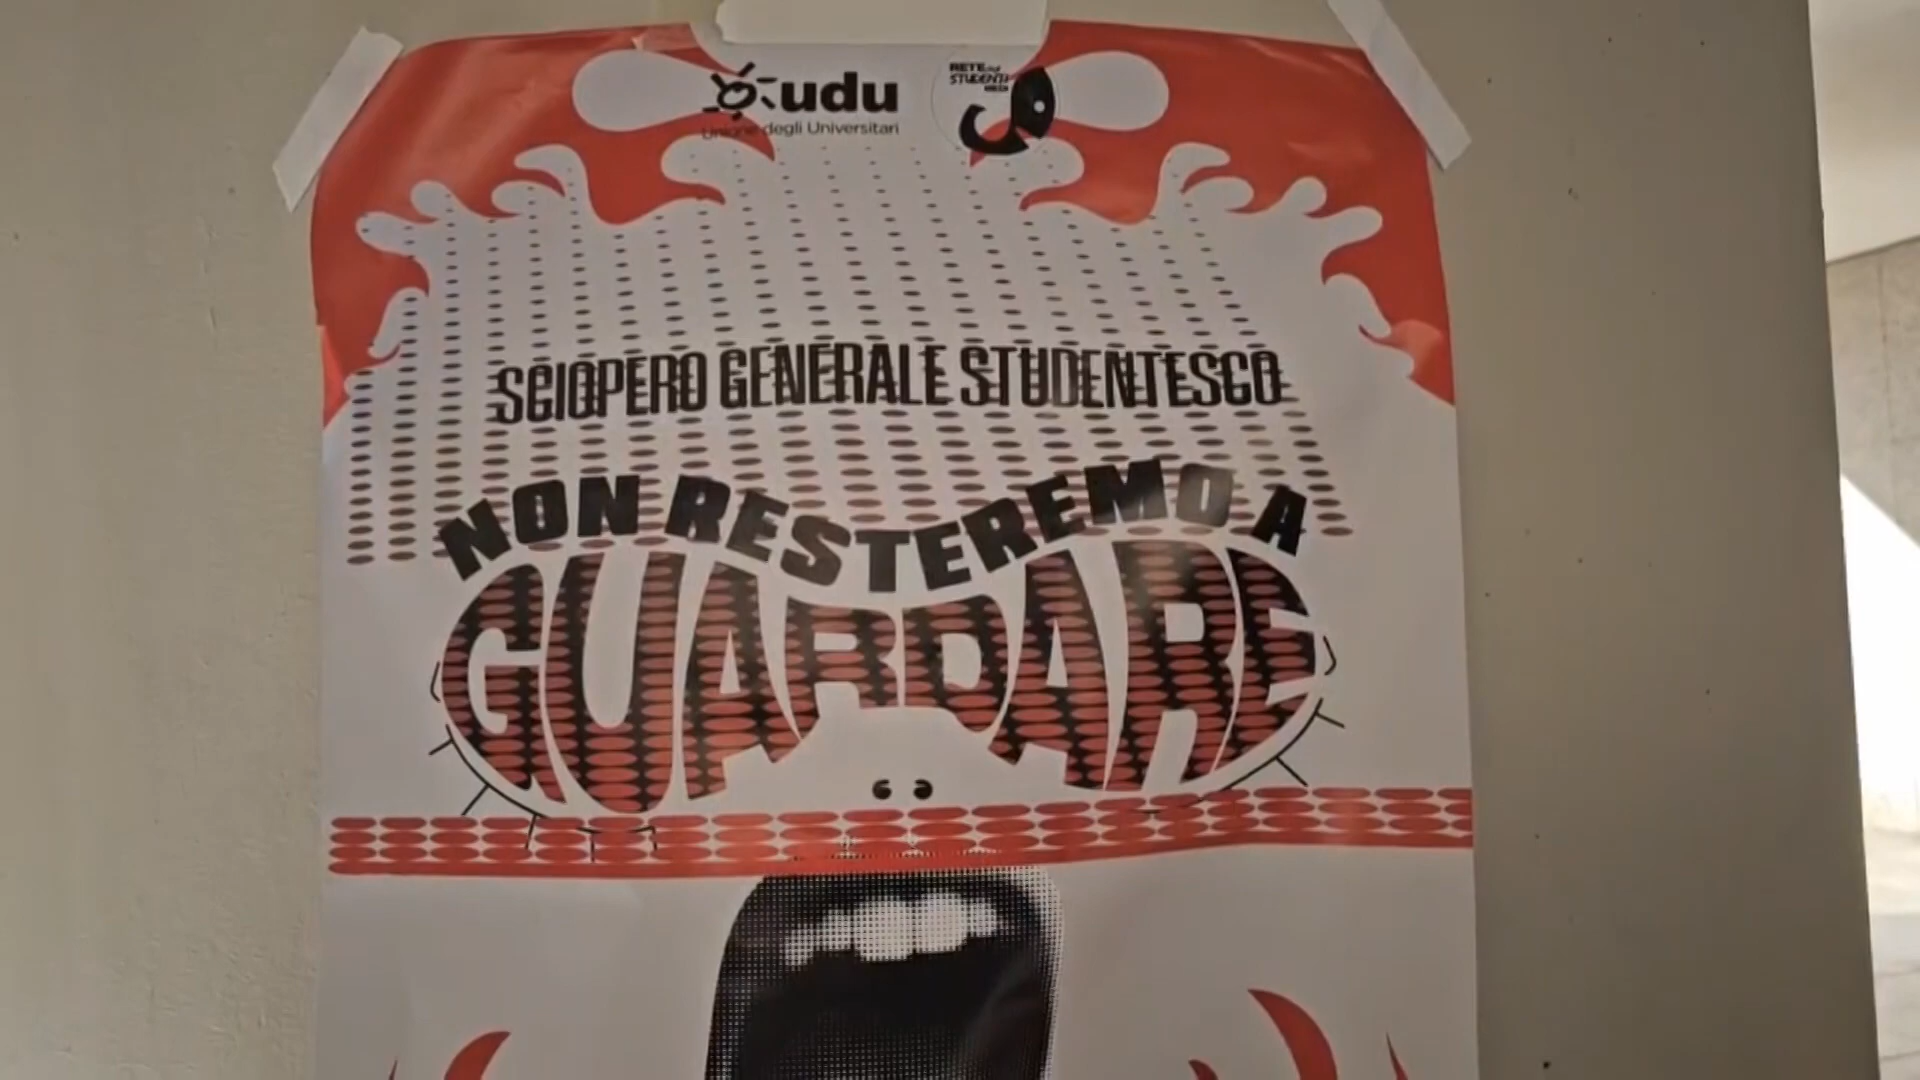 udu
Unione degli Universitari
RETE degli
STUDENTI
MEDI
SCIOPERO GENERALE STUDENTESCO
NON RESTEREMO A
GUARDARE